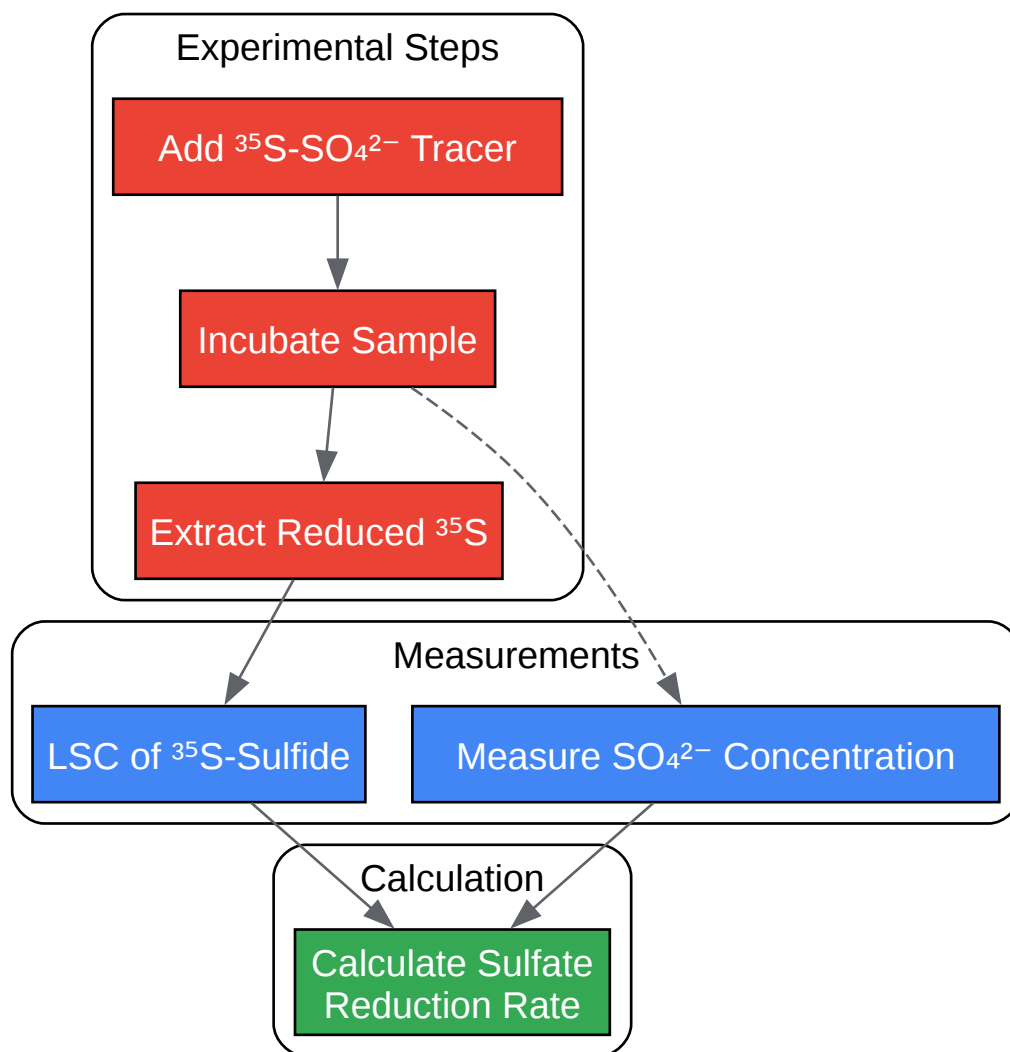 Experimental Steps
Add ³⁵S-SO₄²⁻ Tracer
Incubate Sample
Extract Reduced ³⁵S
Measurements
LSC of ³⁵S-Sulfide
Measure SO₄²⁻ Concentration
Calculation
Calculate Sulfate
Reduction Rate